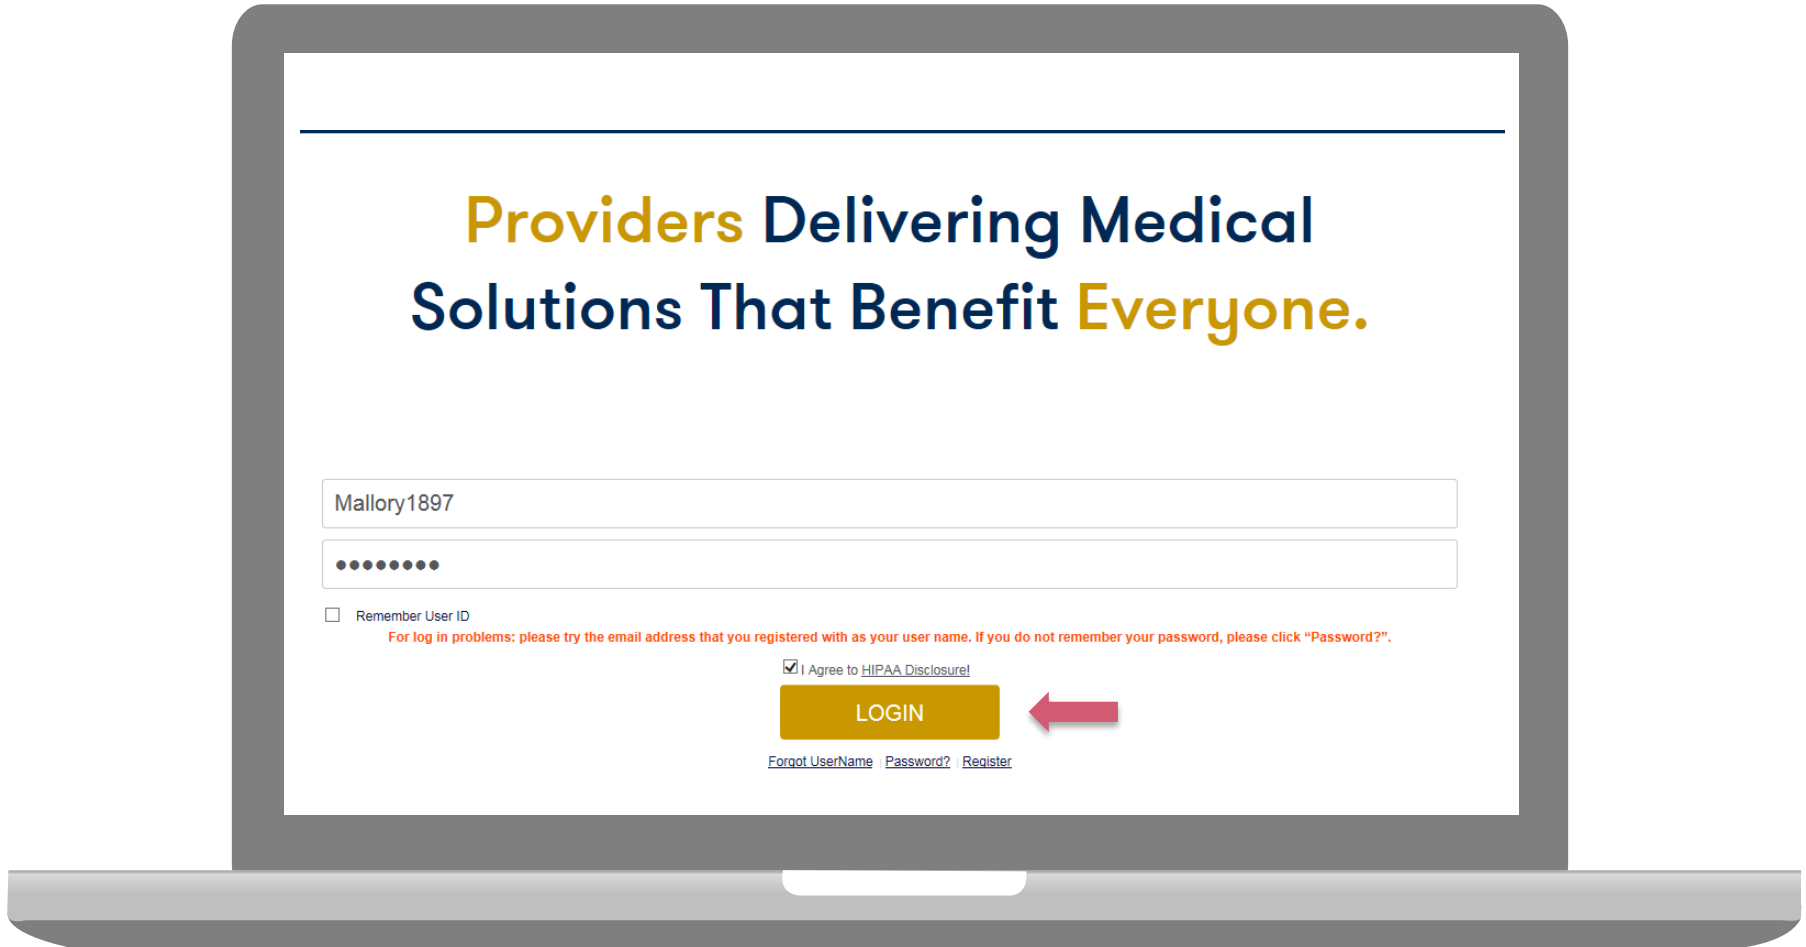 Providers Delivering Medical
Solutions That Benefit Everyone.
Mallory1897
••••••••
Remember User ID
For log in problems: please try the email address that you registered with as your user name. If you do not remember your password, please click “Password?”.
I Agree to HIPAA Disclosure!
LOGIN
Forgot UserName | Password? | Register